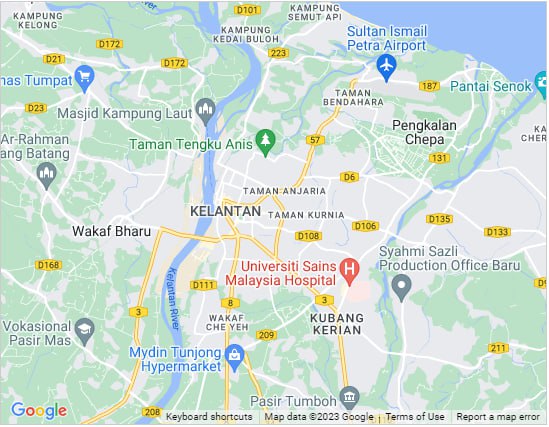 KAMPUNG
KELONG
D101
KAMPUNG
SEMUT API
KAMPUNG
KEDAI BULOH
D172
223
Sultan Ismail
Petra Airport
D21
D172
nas Tumpat
187
TAMAN
BENDAHARA
Pantai Senok
D23
Masjid Kampung Laut
Pengkalan
Chepa
KAM
CHER
57
Ar-Rahman
ang Batang
Taman Tengku Anis
131
D6
TAMAN ANJARIA
KELANTAN
TAMAN KURNIA
D135
D133
Wakaf Bharu
D106
D108
D168
Kelantan River
Universiti Sains
Malaysia Hospital
Syahmi Sazli
Production Office Baru
D111
3
8
3
Vokasional
Pasir Mas
WAKAF
CHE YEH
KUBANG
KERIAN
209
211
Mydin Tunjong
Hypermarket
Pasir Tumboh
208
Google
Keyboard shortcuts
Map data ©2023 Google
Terms of Use
Report a map error